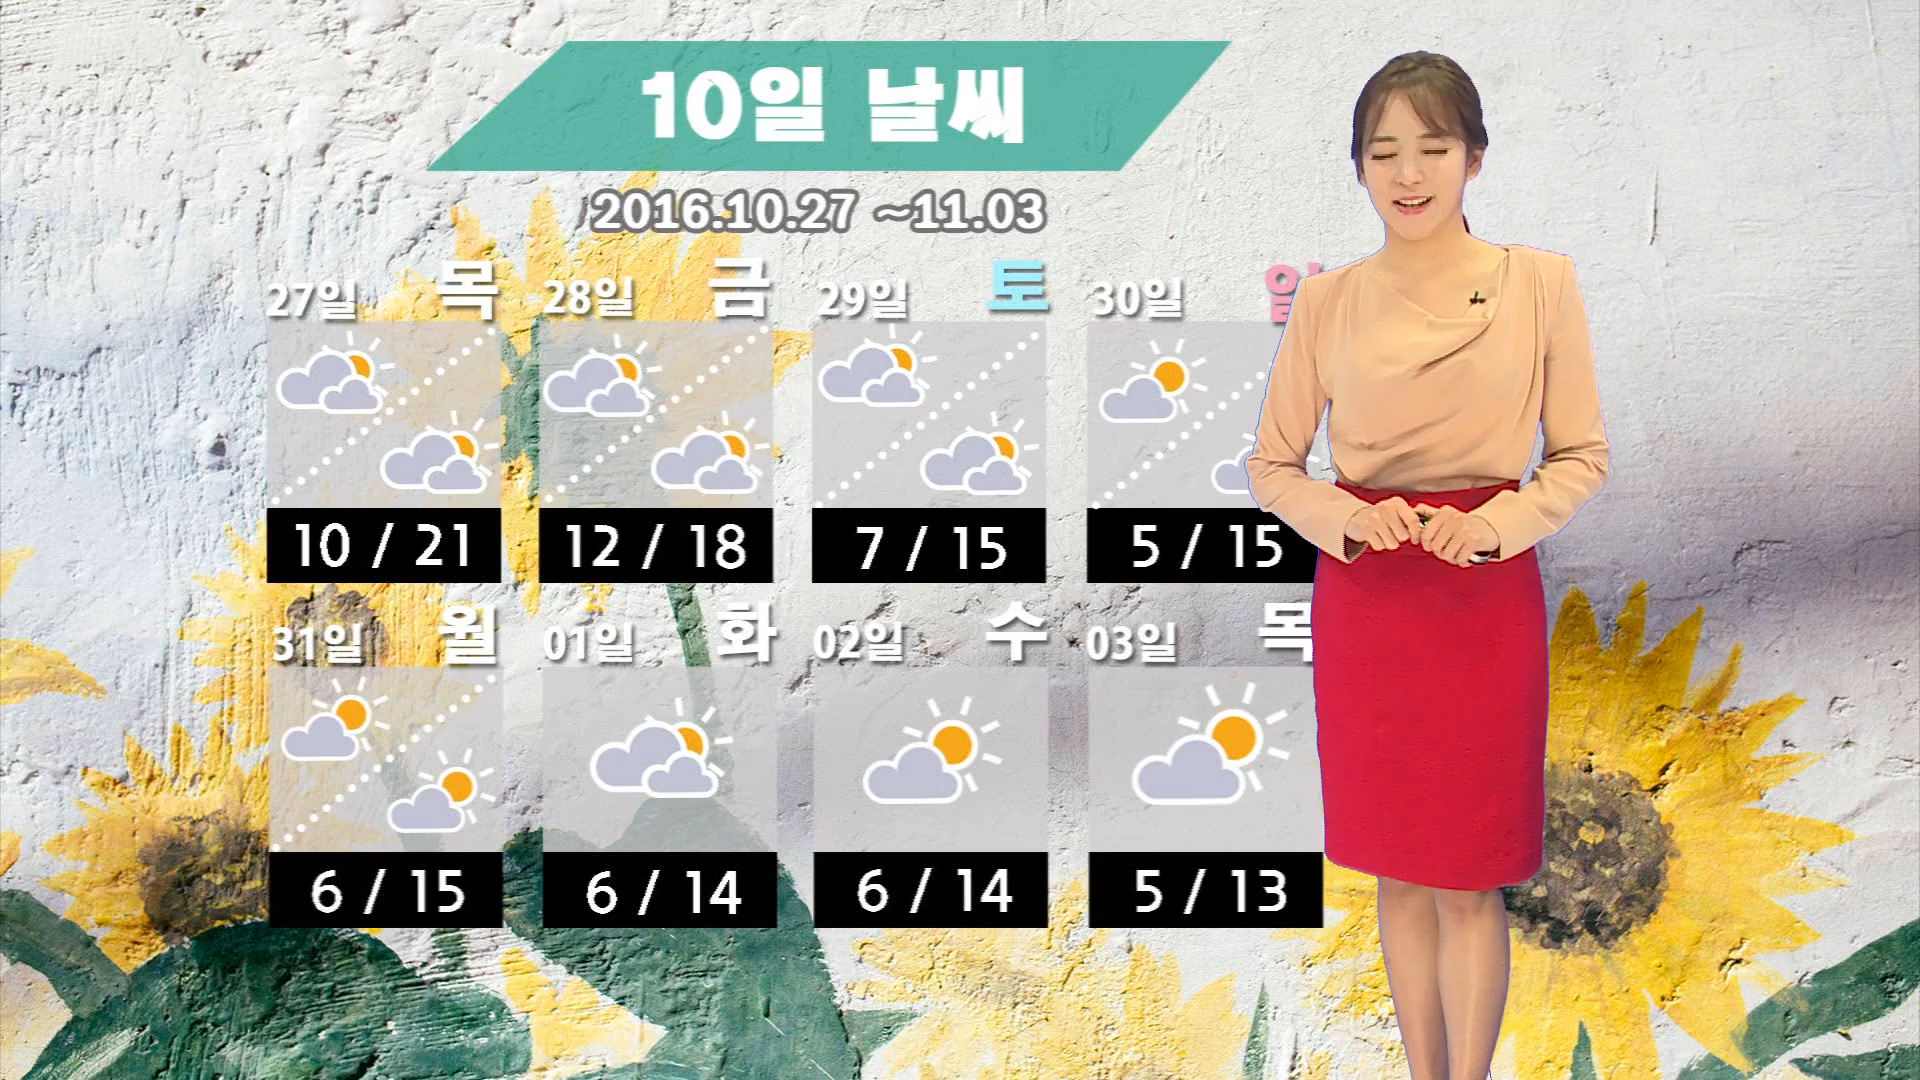 10일 날씨
2016.10.27 ~11.03
27일 목 28일 금 29일 토 30일 일
10 / 21 12 / 18 7 / 15 5 / 15
31일 월 01일 화 02일 수 03일 목
6 / 15 6 / 14 6 / 14 5 / 13